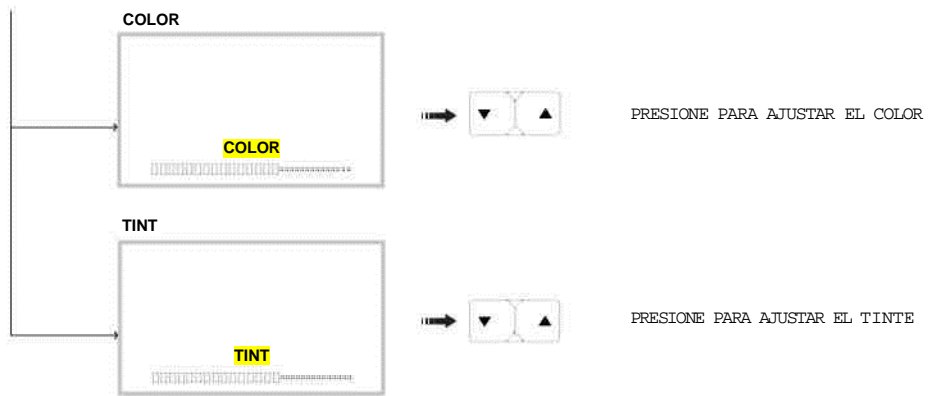 COLOR
COLOR
▼ ▲ PRESIONE PARA AJUSTAR EL COLOR
TINT
TINT
▼ ▲ PRESIONE PARA AJUSTAR EL TINTE